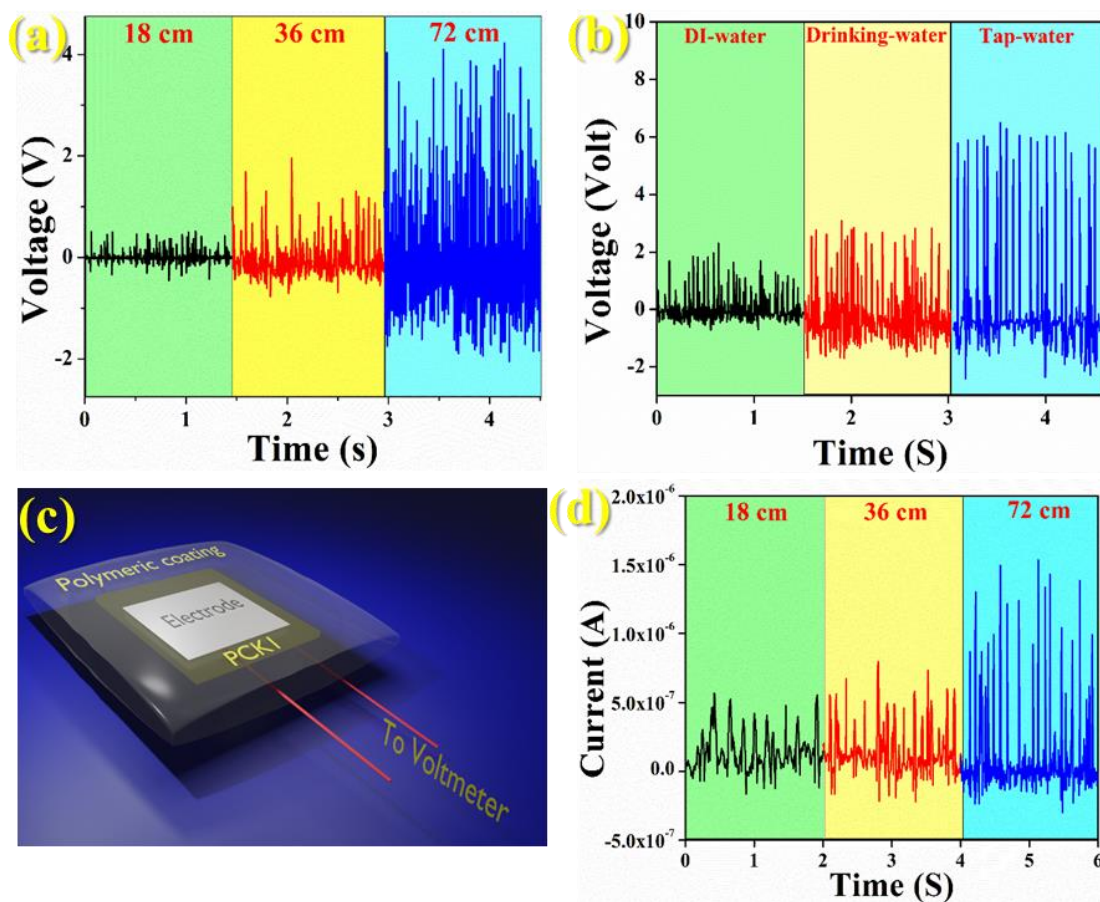 (a)
18 cm 36 cm 72 cm
Voltage (V)
4
2
0
-2
0 1 2 3 4
Time (s)
(b)
DI-water Drinking-water Tap-water
Voltage (Volt)
10
8
6
4
2
0
-2
0 1 2 3 4
Time (S)
(c)
Polymeric coating
Electrode
PCK1
To Voltmeter
(d)
18 cm 36 cm 72 cm
Current (A)
2.0x10⁻⁶
1.5x10⁻⁶
1.0x10⁻⁶
5.0x10⁻⁷
0.0
-5.0x10⁻⁷
0 1 2 3 4 5 6
Time (S)